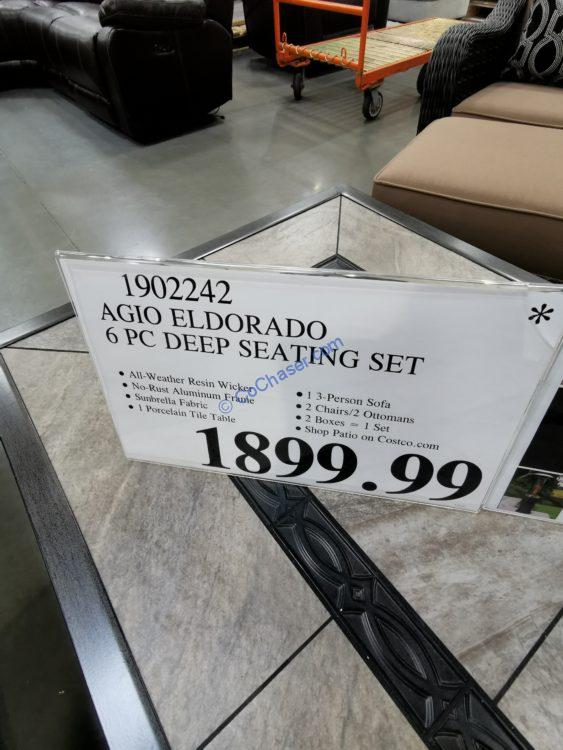 1902242
AGIO ELDORADO
6 PC DEEP SEATING SET
*
• All-Weather Resin Wicker
• No-Rust Aluminum Frame
• Sunbrella Fabric
• 1 Porcelain Tile Table
• 1 3-Person Sofa
• 2 Chairs/2 Ottomans
• 2 Boxes = 1 Set
• Shop Patio on Costco.com
© CoChaser.com
1899.99